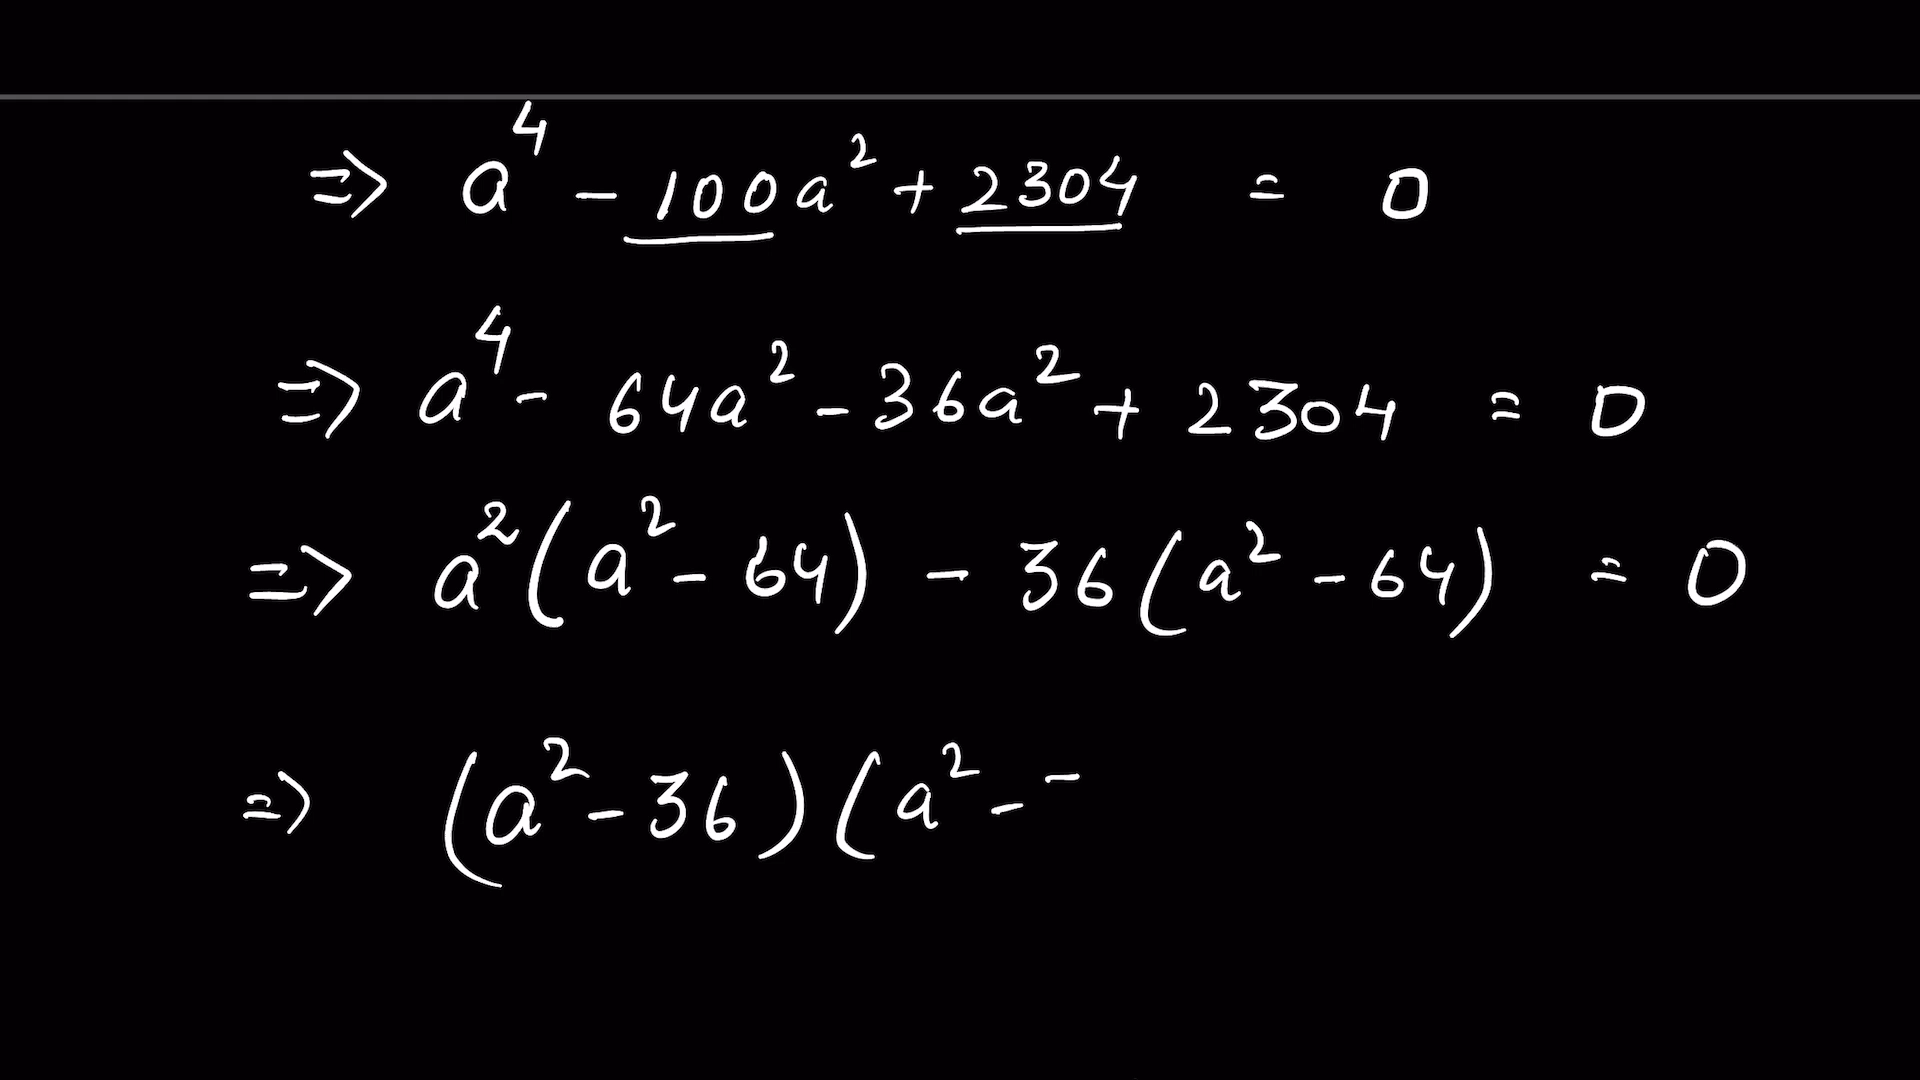 ⇒ a⁴ - 100a² + 2304 = 0
⇒ a⁴ - 64a² - 36a² + 2304 = 0
⇒ a²(a² - 64) - 36(a² - 64) = 0
⇒ (a² - 36)(a² -